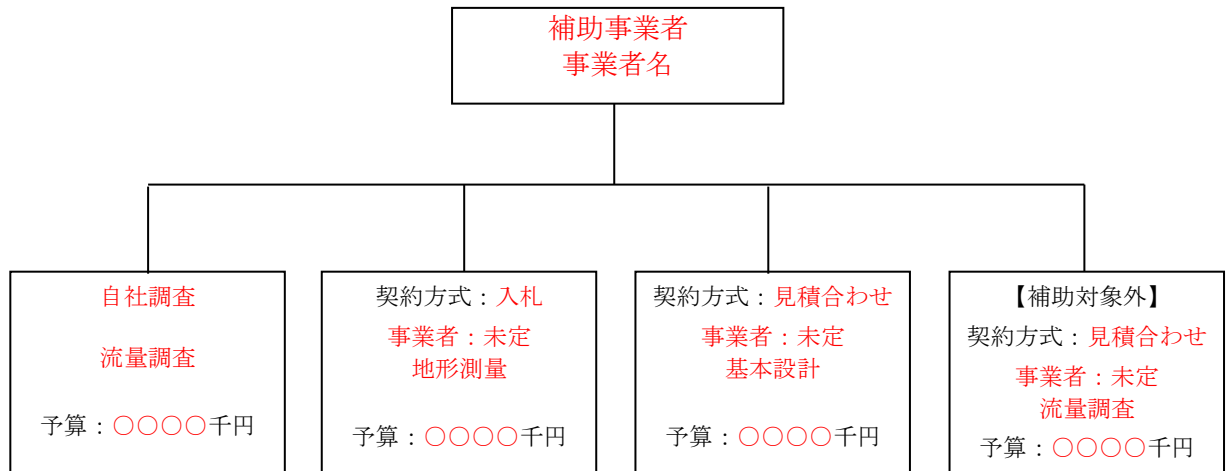 補助事業者
事業者名
自社調査
流量調査
予算：○○○○千円
契約方式：入札
事業者：未定
地形測量
予算：○○○○千円
契約方式：見積合わせ
事業者：未定
基本設計
予算：○○○○千円
【補助対象外】
契約方式：見積合わせ
事業者：未定
流量調査
予算：○○○○千円